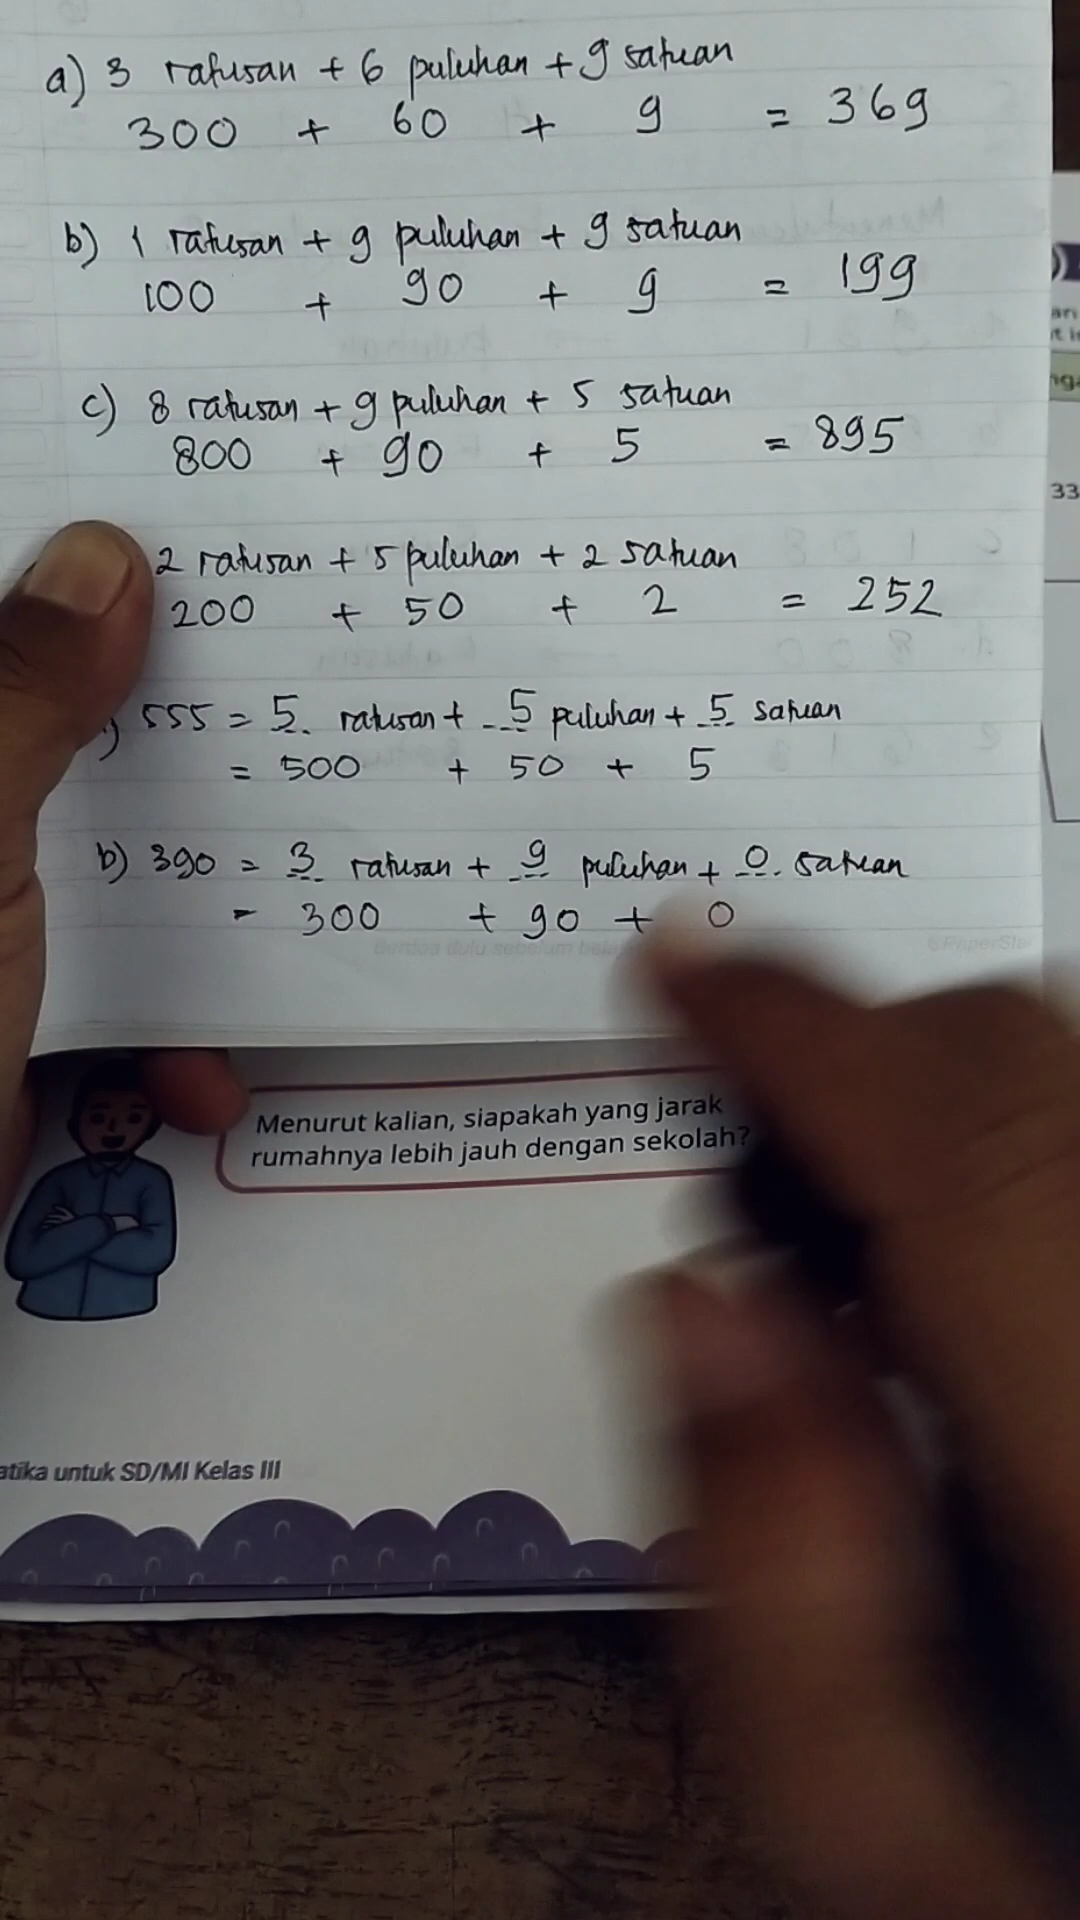 a) 3 ratusan + 6 puluhan + 9 satuan
300 + 60 + 9 = 369
b) 1 ratusan + 9 puluhan + 9 satuan
100 + 90 + 9 = 199
c) 8 ratusan + 9 puluhan + 5 satuan
800 + 90 + 5 = 895
2 ratusan + 5 puluhan + 2 satuan
200 + 50 + 2 = 252
) 555 = 5 ratusan + 5 puluhan + 5 satuan
= 500 + 50 + 5
b) 390 = 3 ratusan + 9 puluhan + 0 satuan
= 300 + 90 + 0
Berdoa dulu sebelum
Menurut kalian, siapakah yang jarak
rumahnya lebih jauh dengan sekolah?
atika untuk SD/MI Kelas III
33